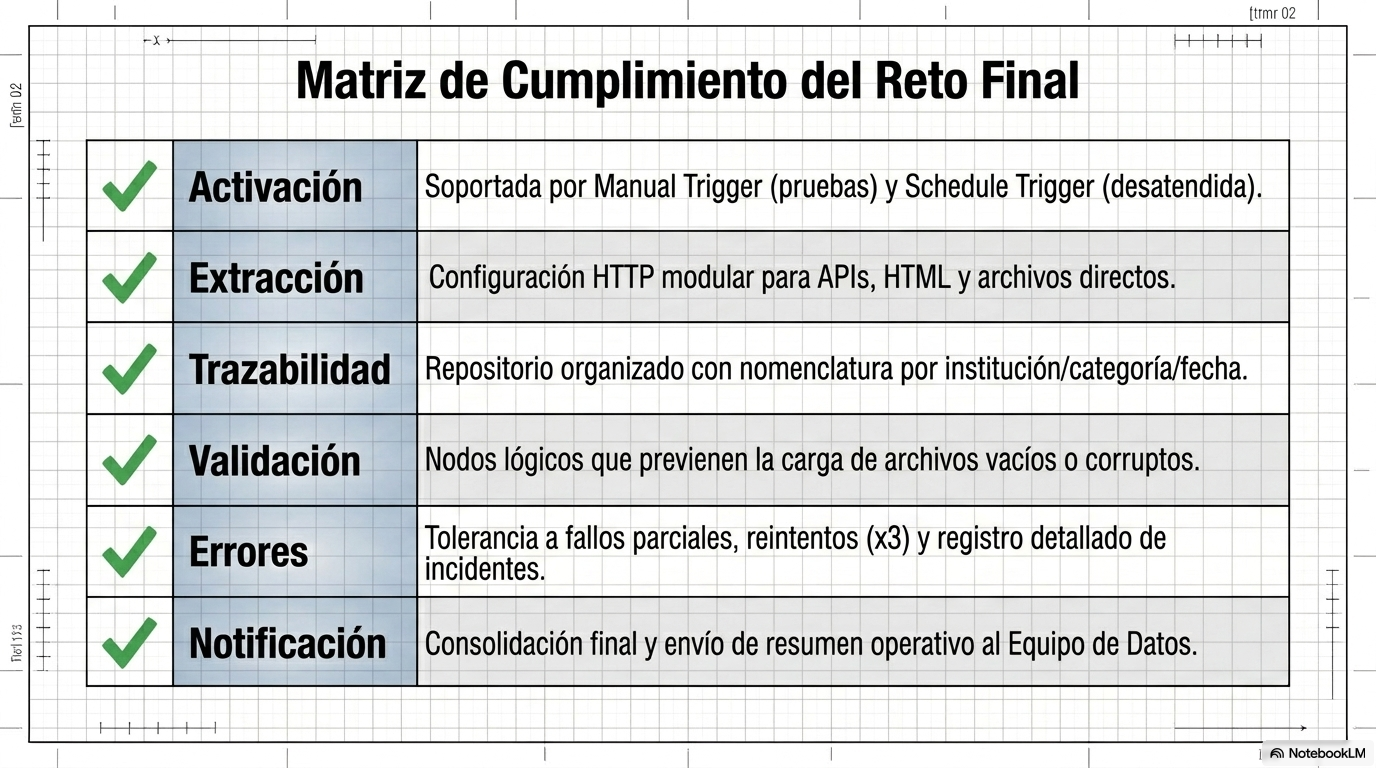 [trmr 02
Matriz de Cumplimiento del Reto Final
Activación
Soportada por Manual Trigger (pruebas) y Schedule Trigger (desatendida).
Extracción
Configuración HTTP modular para APIs, HTML y archivos directos.
Trazabilidad
Repositorio organizado con nomenclatura por institución/categoría/fecha.
Validación
Nodos lógicos que previenen la carga de archivos vacíos o corruptos.
Errores
Tolerancia a fallos parciales, reintentos (x3) y registro detallado de
incidentes.
Notificación
Consolidación final y envío de resumen operativo al Equipo de Datos.
NotebookLM